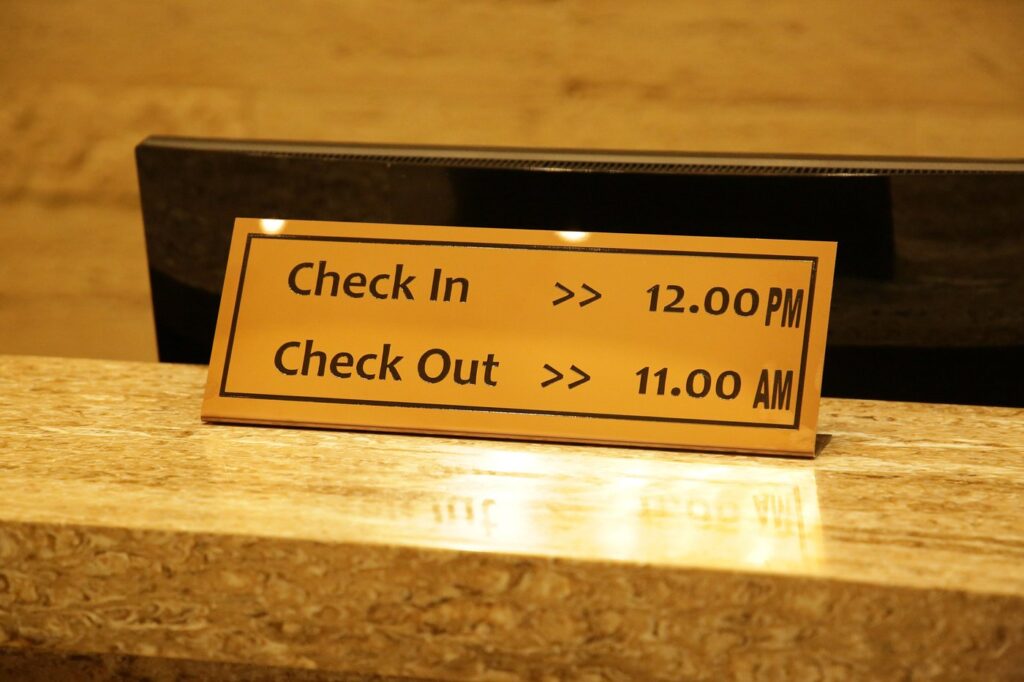 Check In >> 12.00 PM
Check Out >> 11.00 AM